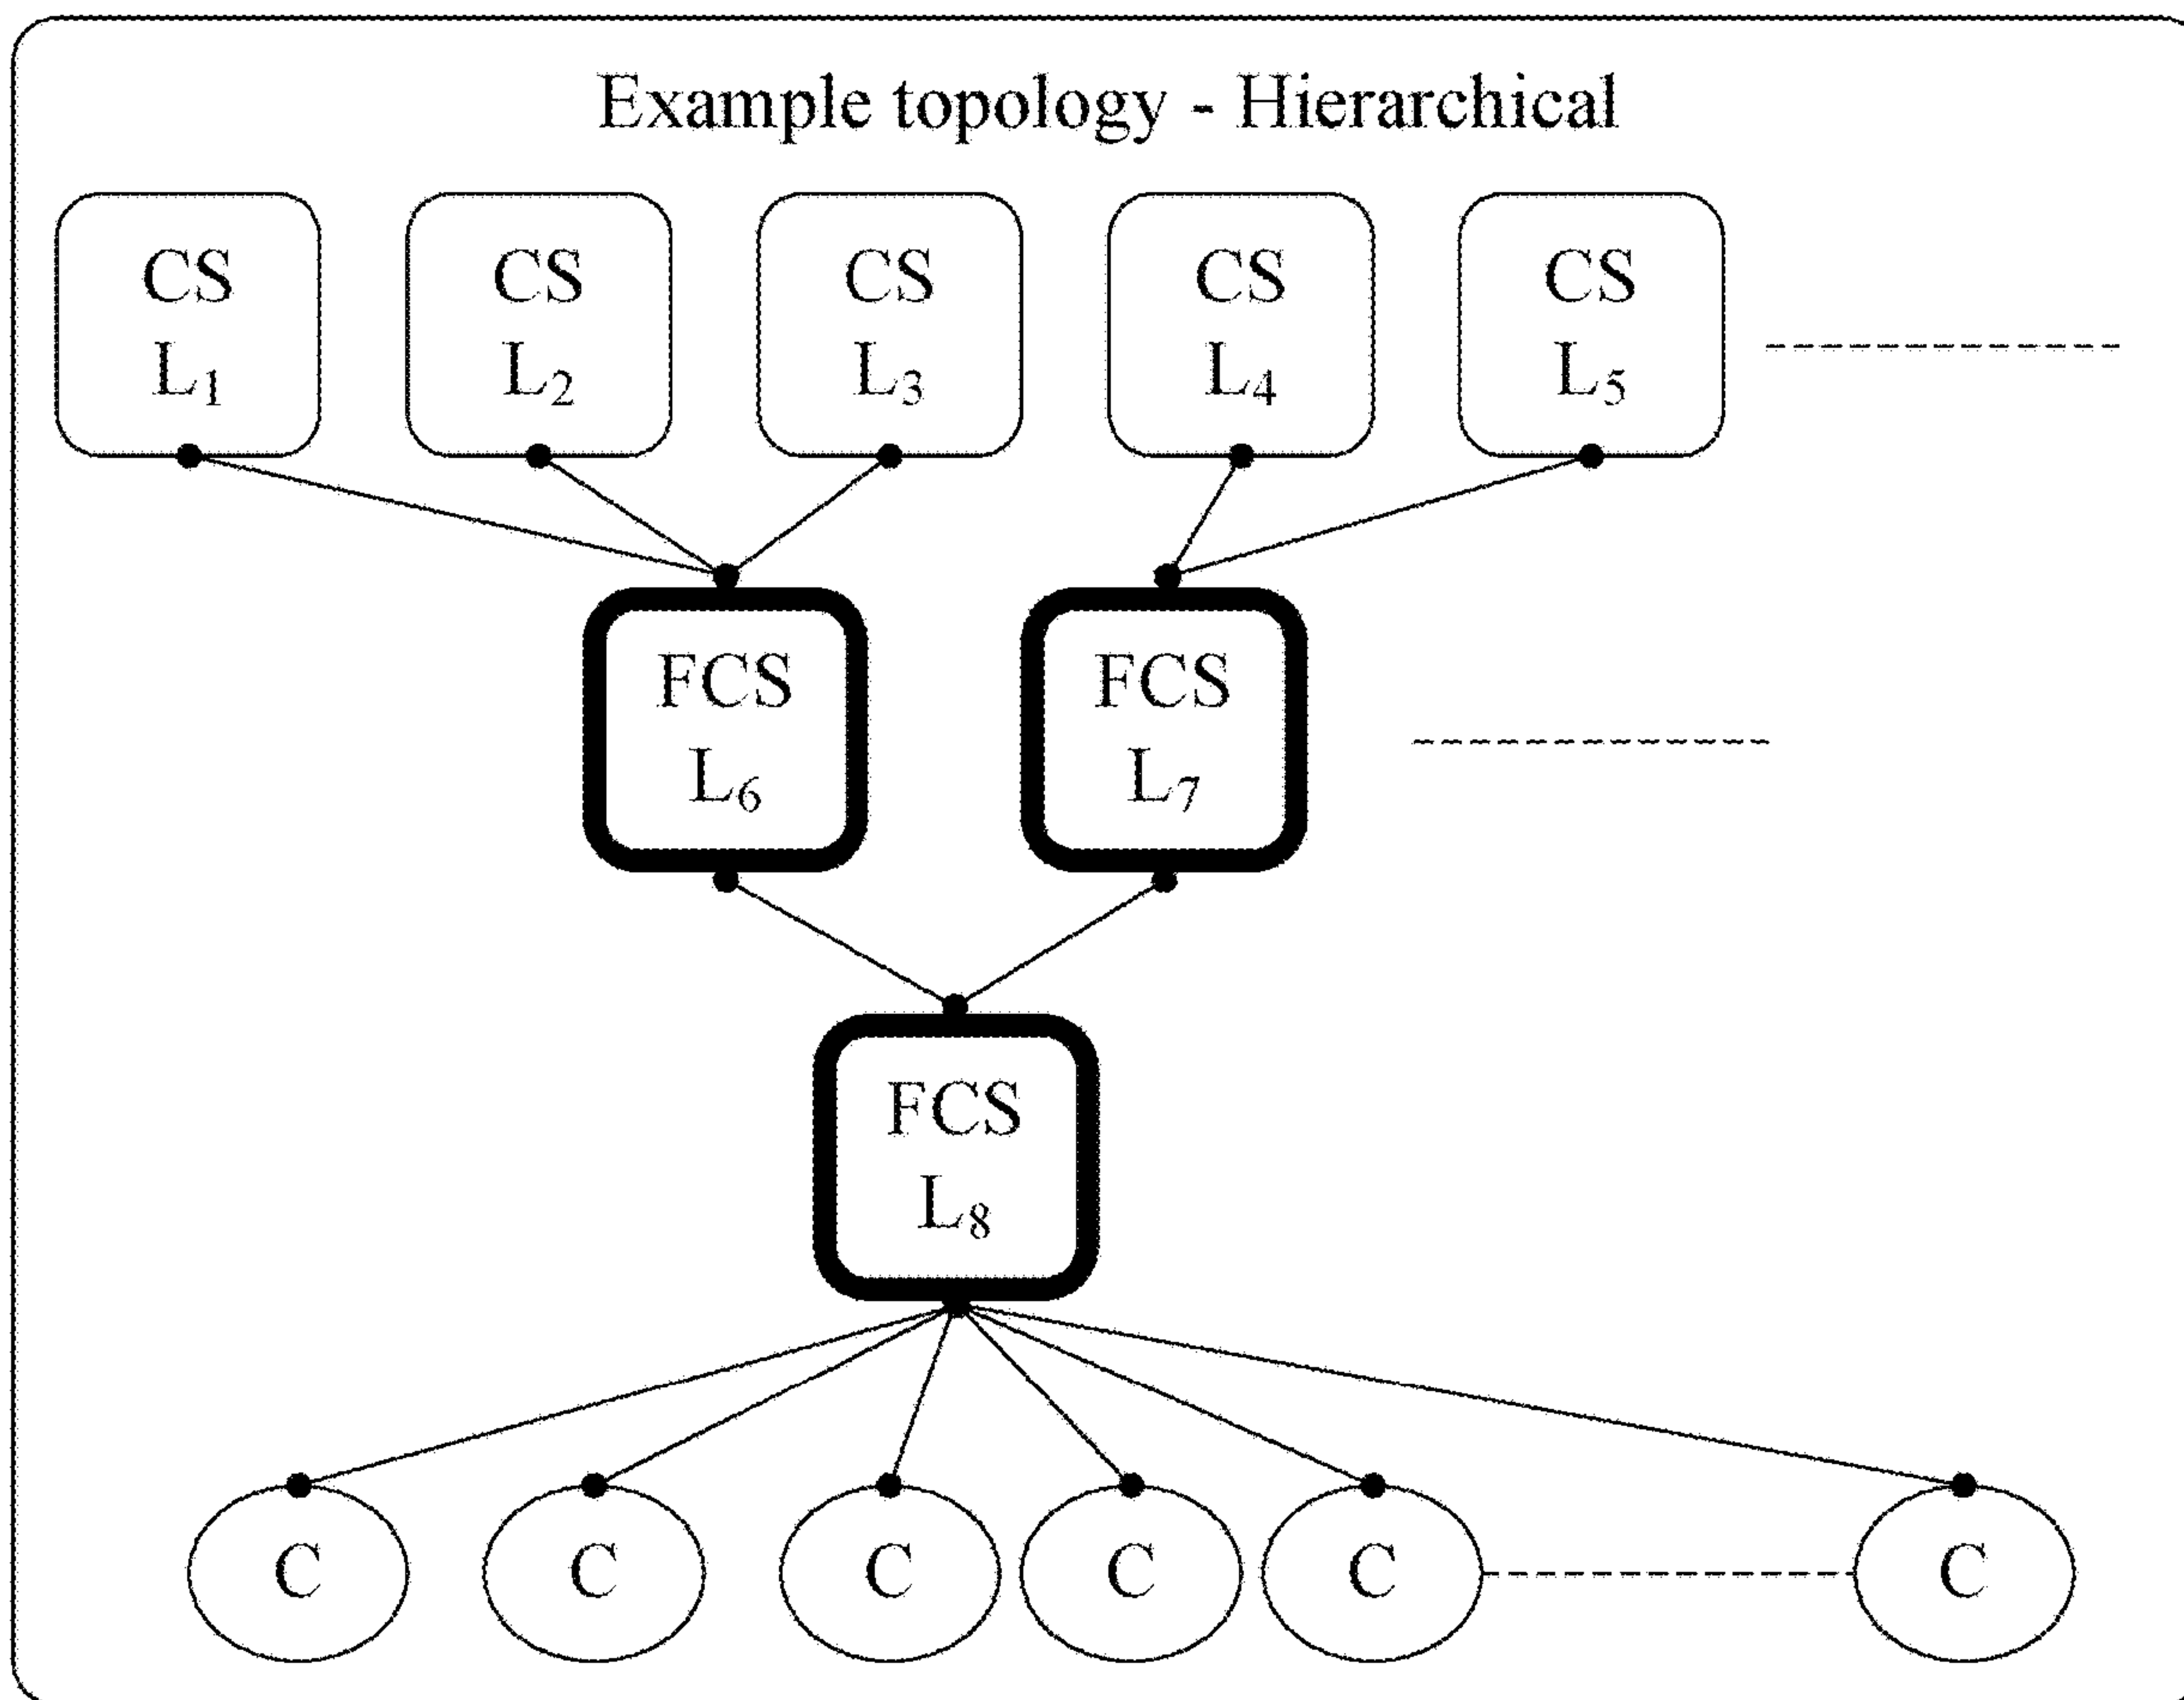 Example topology - Hierarchical
CS CS CS CS CS
L₁ L₂ L₃ L₄ L₅
FCS FCS
L₆ L₇
FCS
L₈
C C C C C C